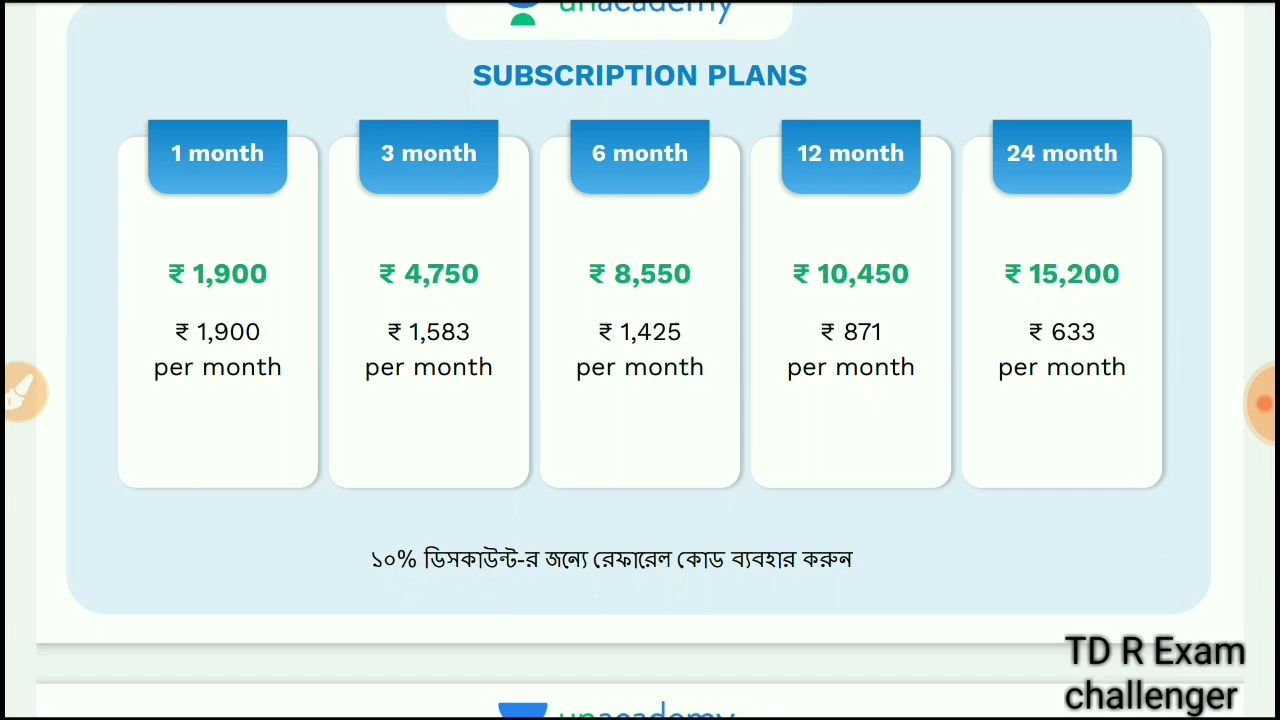 unacademy
SUBSCRIPTION PLANS
1 month
3 month
6 month
12 month
24 month
₹ 1,900
₹ 4,750
₹ 8,550
₹ 10,450
₹ 15,200
₹ 1,900
per month
₹ 1,583
per month
₹ 1,425
per month
₹ 871
per month
₹ 633
per month
১০% ডিসকাউন্ট-র জন্যে রেফারেল কোড ব্যবহার করুন
TD R Exam
challenger
unacademy